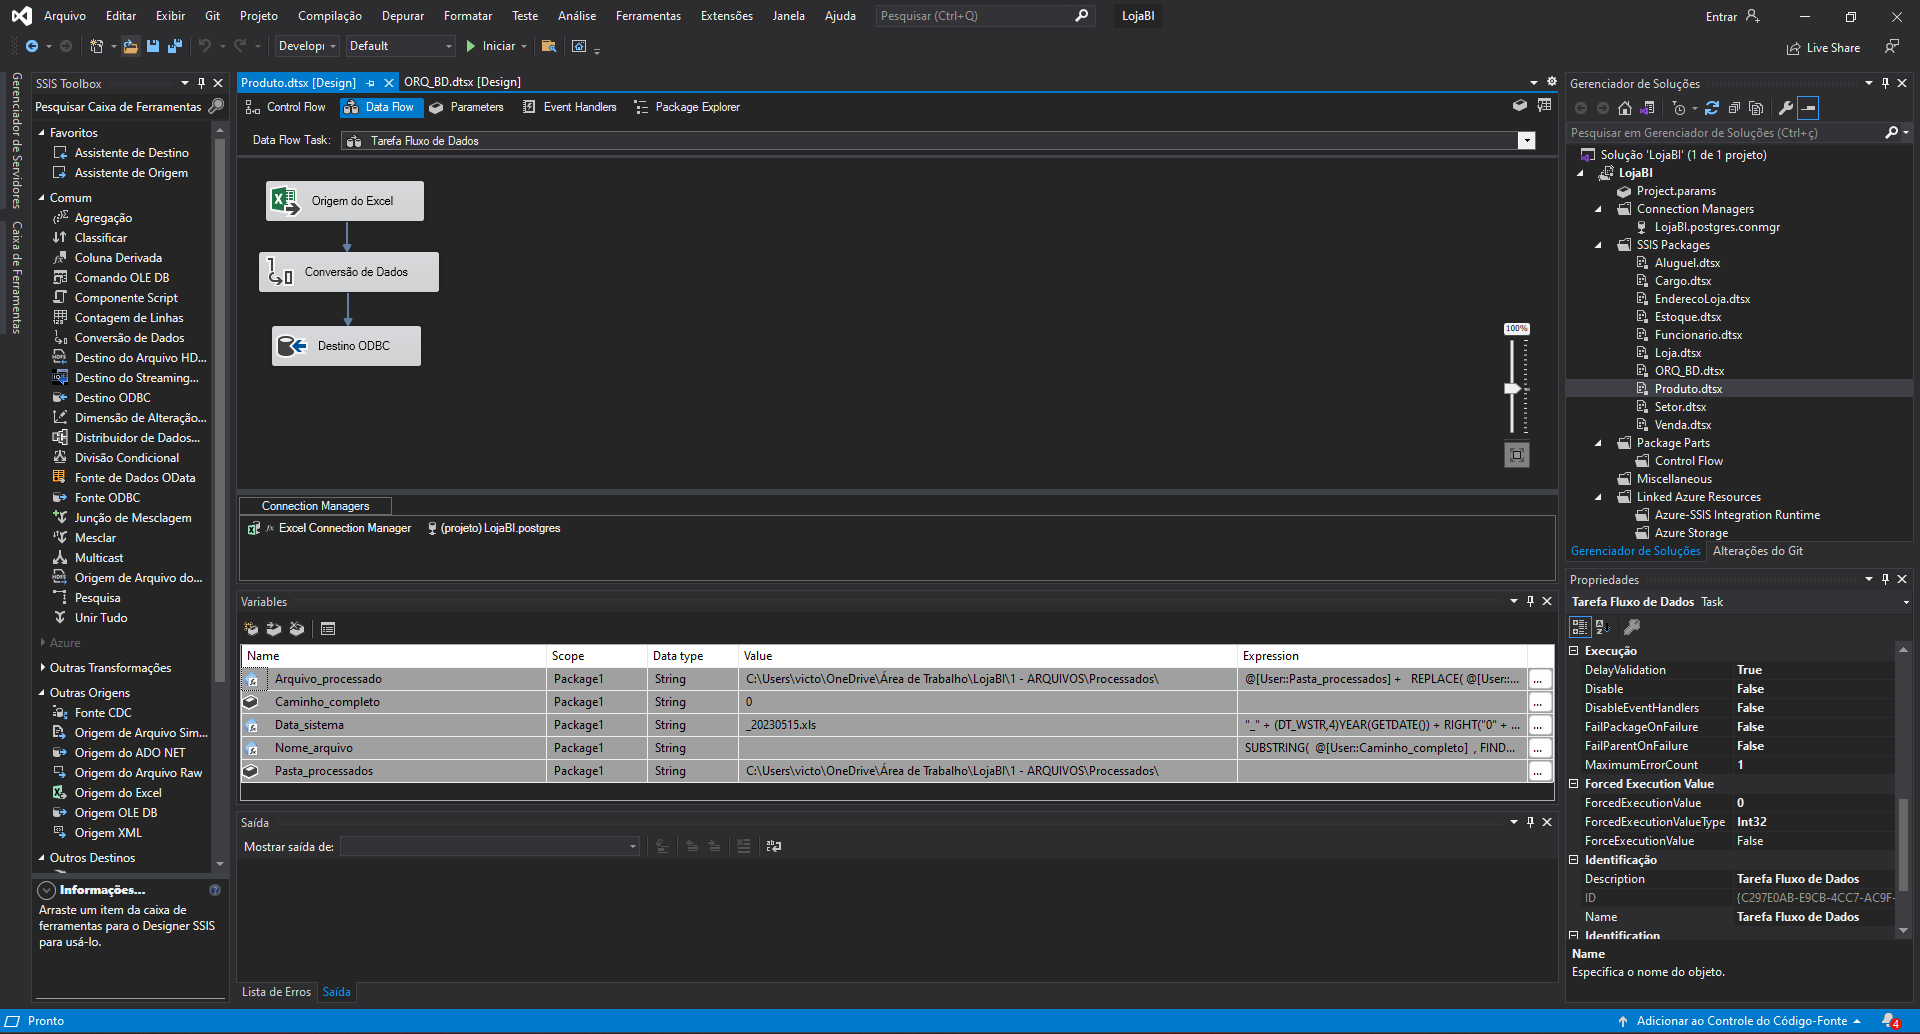 Arquivo Editar Exibir Git Projeto Compilação Depurar Formatar Teste Análise Ferramentas Extensões Janela Ajuda Pesquisar (Ctrl+Q) LojaBI Entrar
Developı Default Iniciar Live Share
Gerenciador de Servidores
Caixa de Ferramentas
SSIS Toolbox
Pesquisar Caixa de Ferramentas
Favoritos
Assistente de Destino
Assistente de Origem
Comum
Agregação
Classificar
Coluna Derivada
Comando OLE DB
Componente Script
Contagem de Linhas
Conversão de Dados
Destino do Arquivo HD...
Destino do Streaming...
Destino ODBC
Dimensão de Alteração...
Distribuidor de Dados...
Divisão Condicional
Fonte de Dados OData
Fonte ODBC
Junção de Mesclagem
Mesclar
Multicast
Origem de Arquivo do...
Pesquisa
Unir Tudo
Azure
Outras Transformações
Outras Origens
Fonte CDC
Origem de Arquivo Sim...
Origem do ADO NET
Origem do Arquivo Raw
Origem do Excel
Origem OLE DB
Origem XML
Outros Destinos
Informações...
Arraste um item da caixa de
ferramentas para o Designer SSIS
para usá-lo.
Produto.dtsx [Design] ORQ_BD.dtsx [Design]
Control Flow Data Flow Parameters Event Handlers Package Explorer
Data Flow Task: Tarefa Fluxo de Dados
Origem do Excel
Conversão de Dados
Destino ODBC
100%
Connection Managers
Excel Connection Manager (projeto) LojaBI.postgres
Variables
Name Scope Data type Value Expression
Arquivo_processado Package1 String C:\Users\victo\OneDrive\Área de Trabalho\LojaBI\1 - ARQUIVOS\Processados\ @[User::Pasta_processados] + REPLACE( @[User::... ...
Caminho_completo Package1 String 0 ...
Data_sistema Package1 String _20230515.xls "_" + (DT_WSTR,4)YEAR(GETDATE()) + RIGHT("0" + ... ...
Nome_arquivo Package1 String SUBSTRING( @[User::Caminho_completo] , FIND... ...
Pasta_processados Package1 String C:\Users\victo\OneDrive\Área de Trabalho\LojaBI\1 - ARQUIVOS\Processados\ ...
Saída
Mostrar saída de:
Lista de Erros Saída
Gerenciador de Soluções
Pesquisar em Gerenciador de Soluções (Ctrl+ç)
Solução 'LojaBI' (1 de 1 projeto)
LojaBI
Project.params
Connection Managers
LojaBI.postgres.conmgr
SSIS Packages
Aluguel.dtsx
Cargo.dtsx
EnderecoLoja.dtsx
Estoque.dtsx
Funcionario.dtsx
Loja.dtsx
ORQ_BD.dtsx
Produto.dtsx
Setor.dtsx
Venda.dtsx
Package Parts
Control Flow
Miscellaneous
Linked Azure Resources
Azure-SSIS Integration Runtime
Azure Storage
Gerenciador de Soluções Alterações do Git
Propriedades
Tarefa Fluxo de Dados Task
Execução
DelayValidation True
Disable False
DisableEventHandlers False
FailPackageOnFailure False
FailParentOnFailure False
MaximumErrorCount 1
Forced Execution Value
ForcedExecutionValue 0
ForcedExecutionValueType Int32
ForceExecutionValue False
Identificação
Description Tarefa Fluxo de Dados
ID {C297E0AB-E9CB-4CC7-AC9F-
Name Tarefa Fluxo de Dados
Identification
Name
Especifica o nome do objeto.
Pronto Adicionar ao Controle do Código-Fonte 4